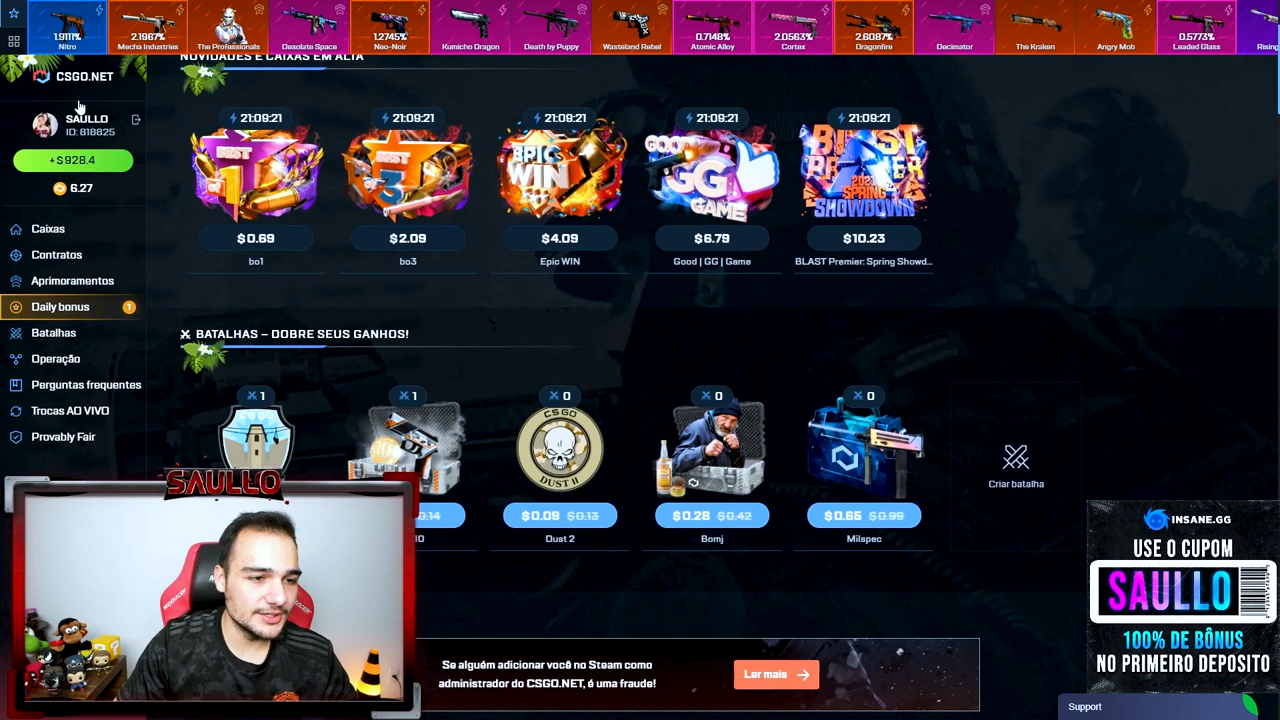 1.9111%
Nitro
2.1967%
Mecha Industries
The Professionals
Desolate Space
1.2745%
Neo-Noir
Kumicho Dragon
Death by Puppy
Wasteland Rebel
0.7148%
Atomic Alloy
2.0563%
Cortex
2.6087%
Dragonfire
Decimator
The Kraken
Angry Mob
0.5773%
Leaded Glass
Rising
CSGO.NET
SAULLO
ID: 818825
+$928.4
6.27
Caixas
Contratos
Aprimoramentos
Daily bonus 1
Batalhas
Operação
Perguntas frequentes
Trocas AO VIVO
Provably Fair
NOVIDADES E CAIXAS EM ALTA
21:09:21
21:09:21
21:09:21
21:09:21
21:09:21
BEST
BEST
3
EPIC
WIN
GOOD
GG
GAME
BLAST
PREMIER
2021
SPRING
SHOWDOWN
$0.69
$2.09
$4.09
$6.79
$10.23
bo1
bo3
Epic WIN
Good | GG | Game
BLAST Premier: Spring Showd...
BATALHAS – DOBRE SEUS GANHOS!
1
1
0
0
0
CS GO
DUST II
Criar batalha
0.14
$0.09 $0.13
$0.28 $0.42
$0.65 $0.99
Dust 2
Bomj
Milspec
SAULLO
MAXRACER
Se alguém adicionar você no Steam como
administrador do CSGO.NET, é uma fraude!
Ler mais
INSANE.GG
USE O CUPOM
SAULLO
100% DE BÔNUS
NO PRIMEIRO DEPOSITO
Support